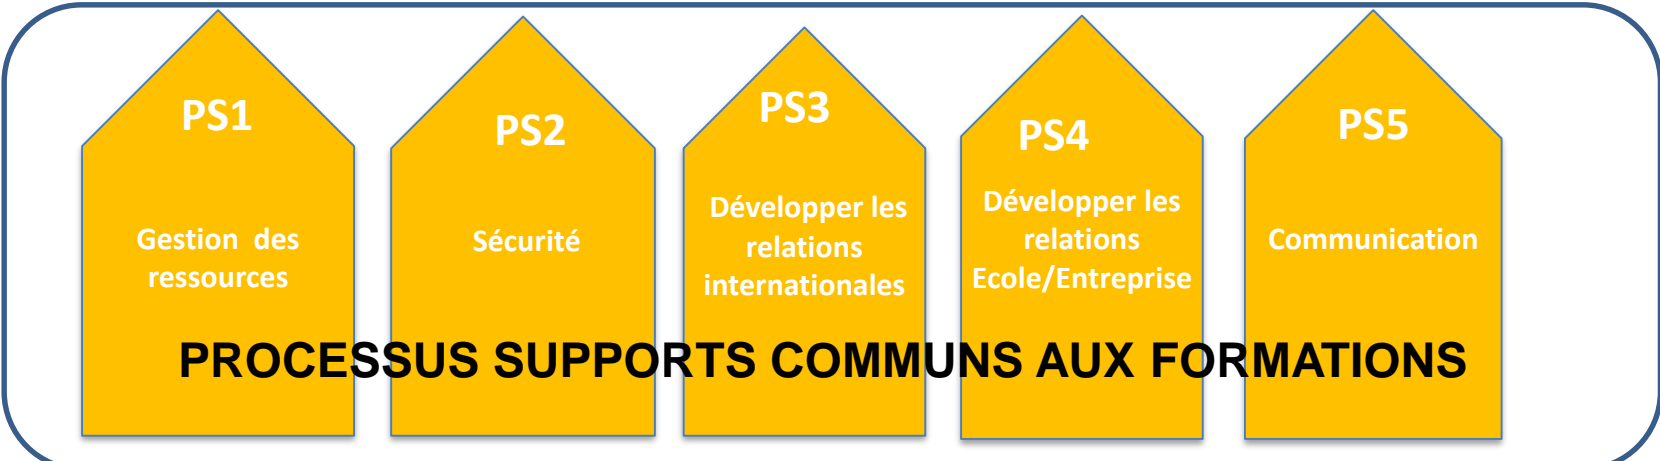 PS1
Gestion des
ressources
PS2
Sécurité
PS3
Développer les
relations
internationales
PS4
Développer les
relations
Ecole/Entreprise
PS5
Communication
PROCESSUS SUPPORTS COMMUNS AUX FORMATIONS